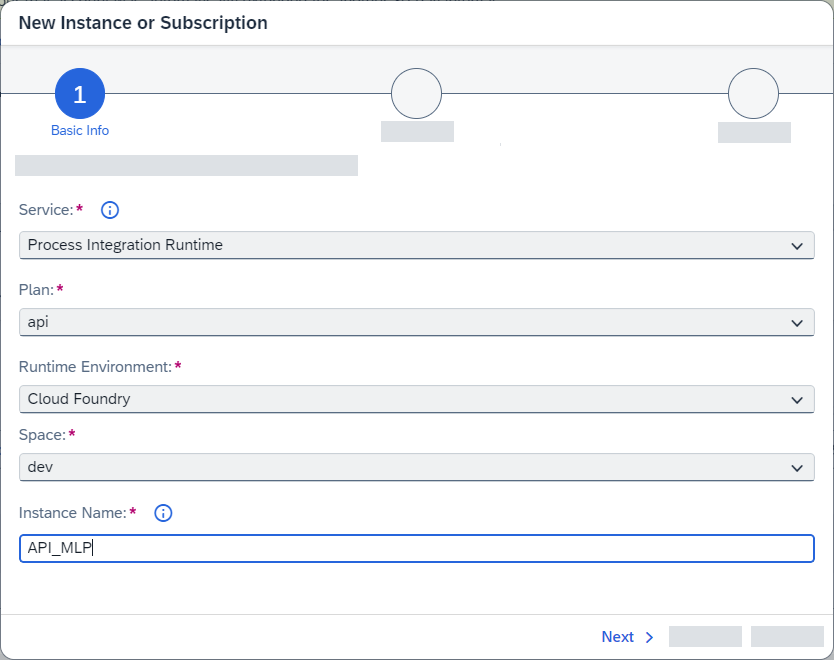 New Instance or Subscription
1
Basic Info
Service:*
Process Integration Runtime
Plan:*
api
Runtime Environment:*
Cloud Foundry
Space:*
dev
Instance Name:*
API_MLP
Next